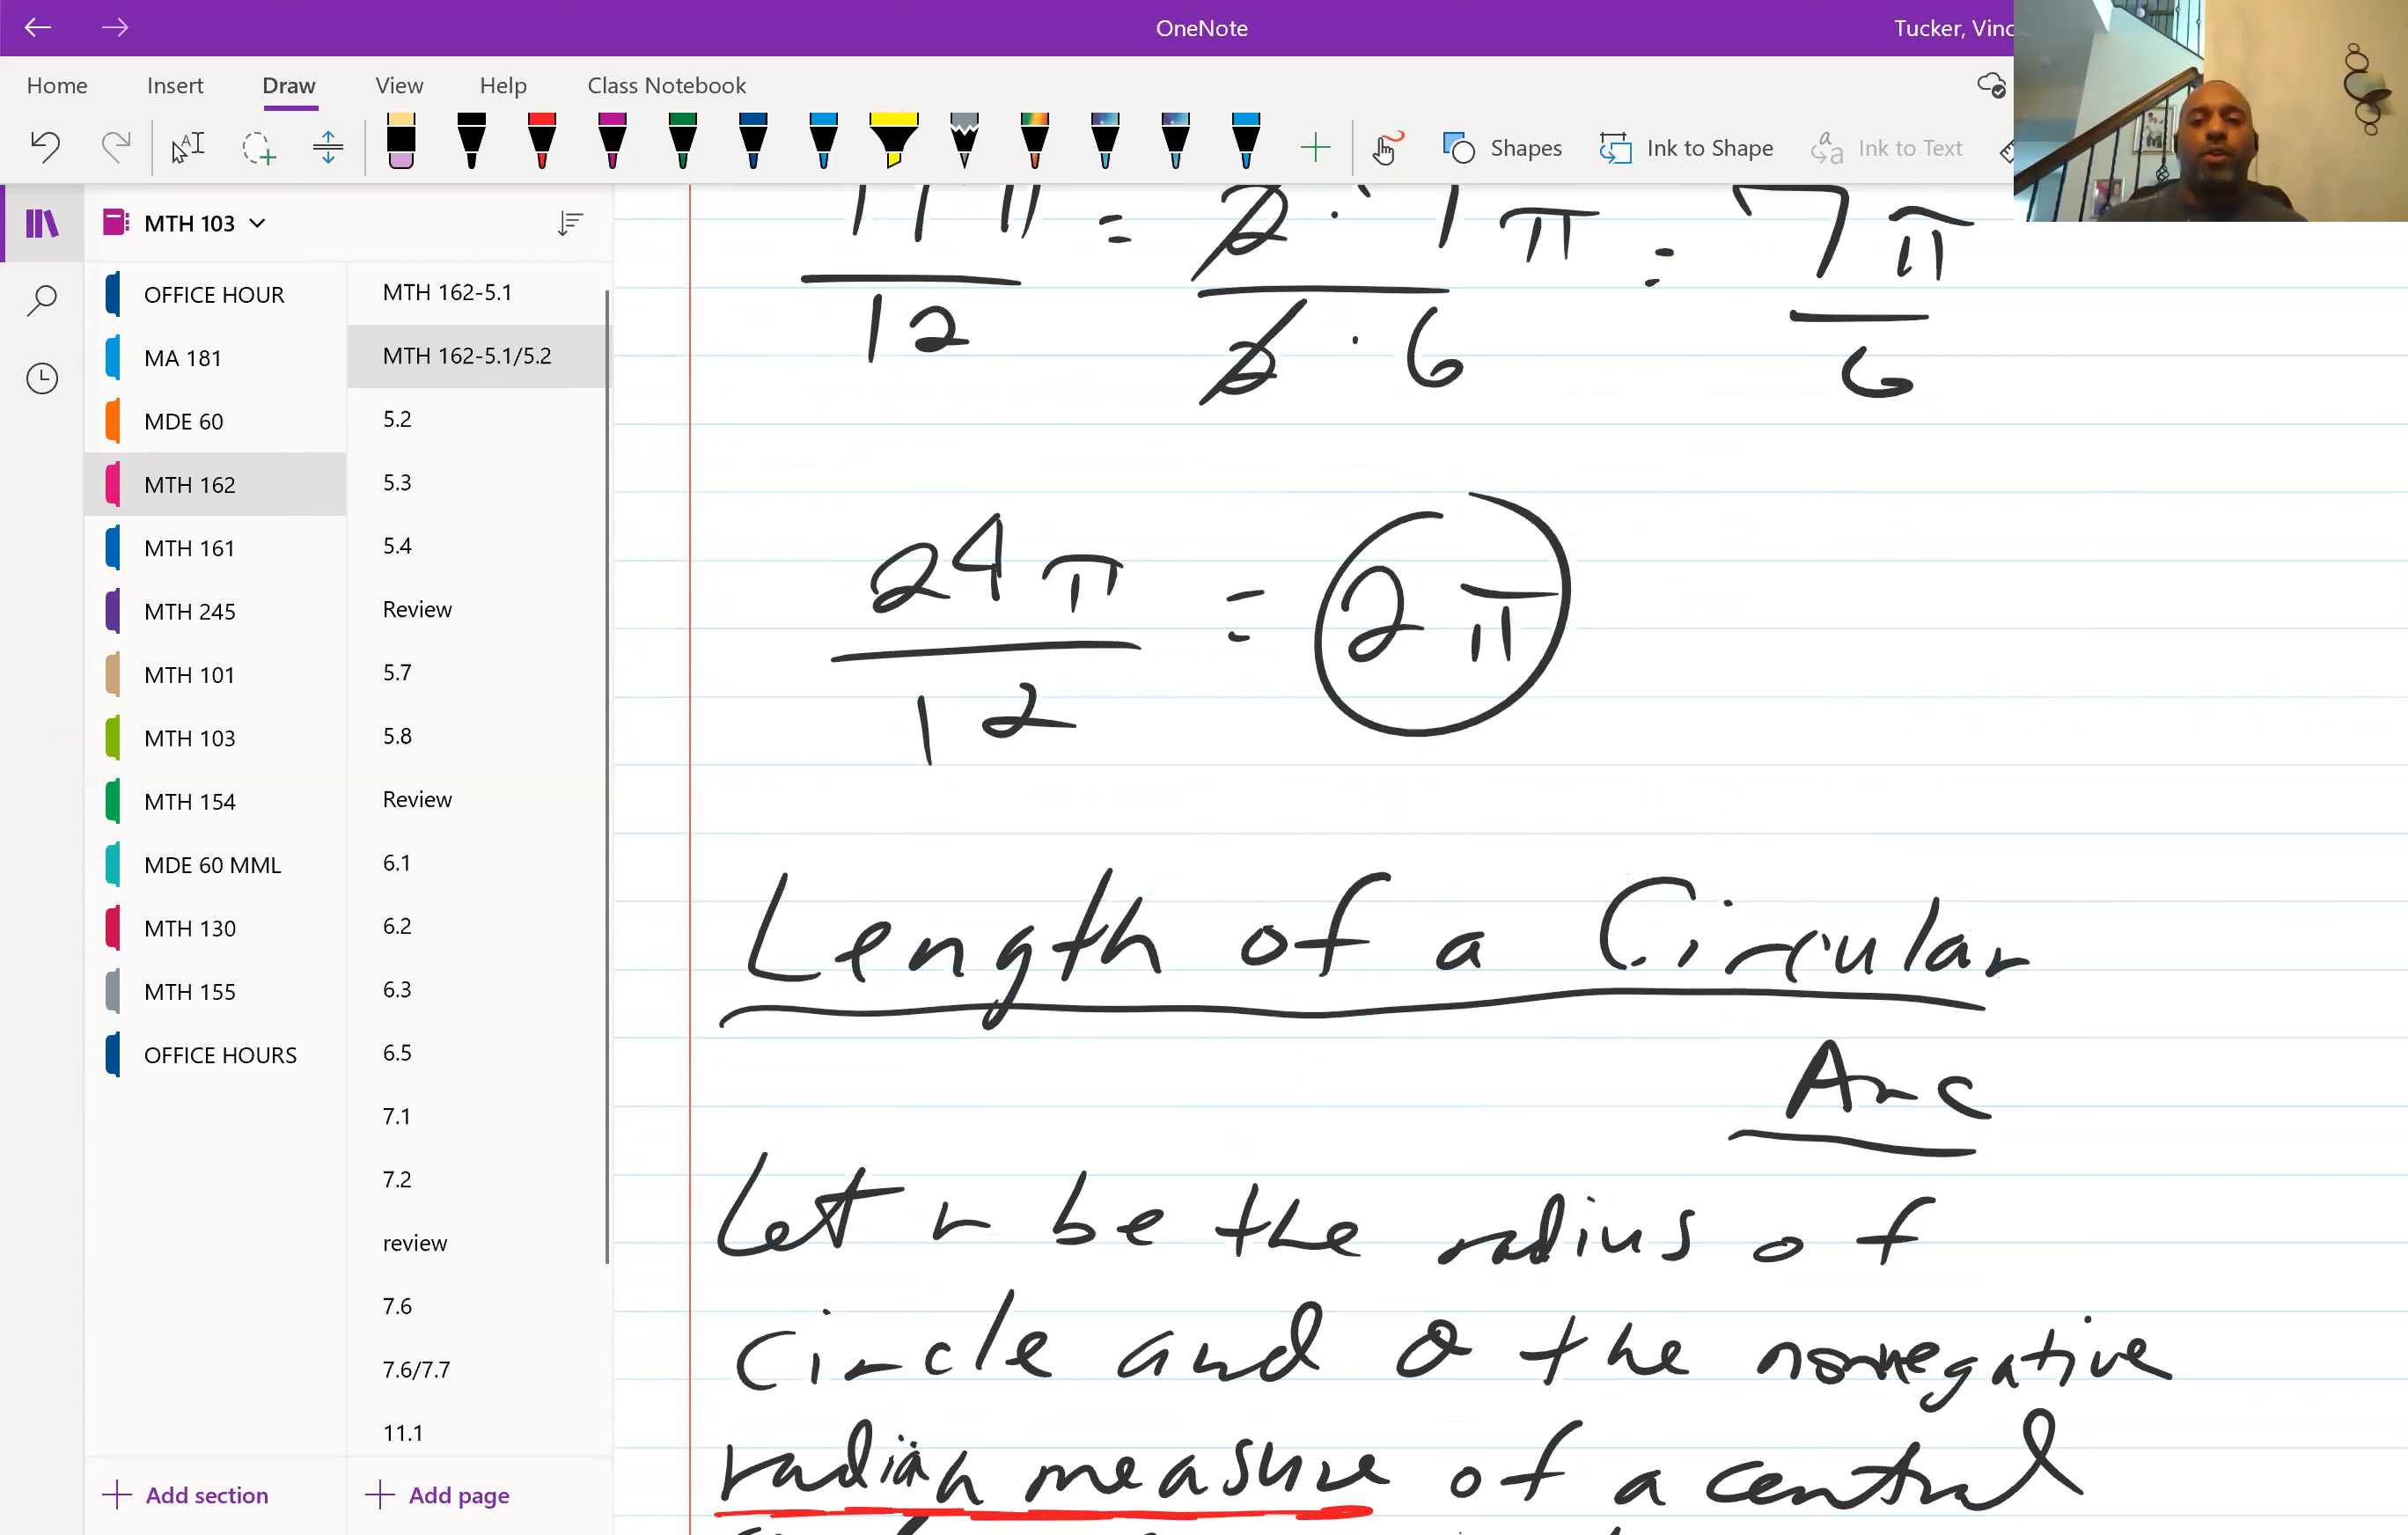 OneNote
Tucker, Vinc
Home Insert Draw View Help Class Notebook
Shapes Ink to Shape Ink to Text
MTH 103
OFFICE HOUR
MA 181
MDE 60
MTH 162
MTH 161
MTH 245
MTH 101
MTH 103
MTH 154
MDE 60 MML
MTH 130
MTH 155
OFFICE HOURS
Add section
MTH 162-5.1
MTH 162-5.1/5.2
5.2
5.3
5.4
Review
5.7
5.8
Review
6.1
6.2
6.3
6.5
7.1
7.2
review
7.6
7.6/7.7
11.1
Add page
π/12 = 2·7π/2·6 = 7π/6
24π/12 = 2π
Length of a Circular
Arc
Let r be the radius of
circle and θ the nonnegative
radian measure of a central